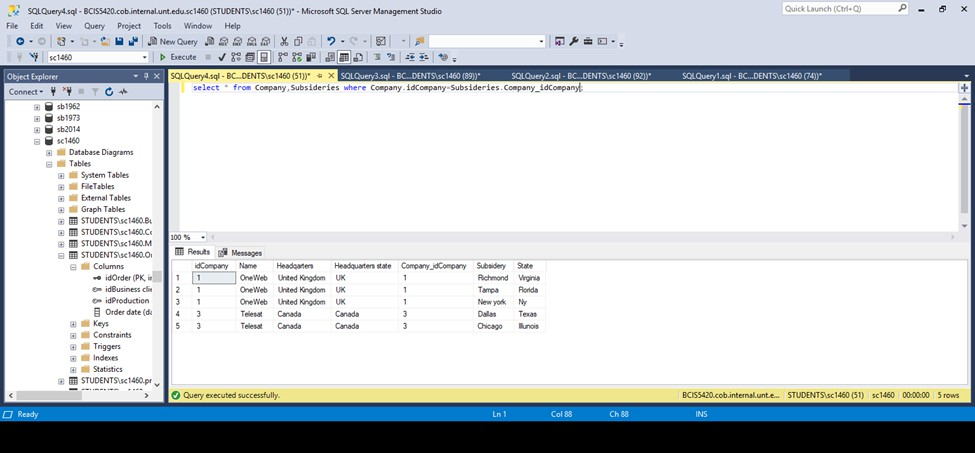 SQLQuery4.sql - BCIS5420.cob.internal.unt.edu.sc1460 (STUDENTS\sc1460 (51))* - Microsoft SQL Server Management Studio
Quick Launch (Ctrl+Q)
File Edit View Query Project Tools Window Help
New Query
sc1460 Execute
Object Explorer
SQLQuery4.sql - BC...DENTS\sc1460 (51))* SQLQuery3.sql - BC...DENTS\sc1460 (89))* SQLQuery2.sql - BC...DENTS\sc1460 (92))* SQLQuery1.sql - BC...DENTS\sc1460 (74))*
Connect
select * from Company,Subsideries where Company.idCompany=Subsideries.Company_idCompany;
sb1962
sb1973
sb2014
sc1460
Database Diagrams
Tables
System Tables
FileTables
External Tables
Graph Tables
STUDENTS\sc1460.Bu
STUDENTS\sc1460.Co
STUDENTS\sc1460.M
STUDENTS\sc1460.Or
Columns
idOrder (PK, in
idBusiness clie
idProduction
Order date (da
Keys
Constraints
Triggers
Indexes
Statistics
STUDENTS\sc1460.pr
100 %
Results Messages
idCompany Name Headqarters Headquarters state Company_idCompany Subsidery State
1 1 OneWeb United Kingdom UK 1 Richmond Virginia
2 1 OneWeb United Kingdom UK 1 Tampa Florida
3 1 OneWeb United Kingdom UK 1 New york Ny
4 3 Telesat Canada Canada 3 Dallas Texas
5 3 Telesat Canada Canada 3 Chicago Illunois
Query executed successfully. BCIS5420.cob.internal.unt.e... STUDENTS\sc1460 (51) sc1460 00:00:00 5 rows
Ready Ln 1 Col 88 Ch 88 INS